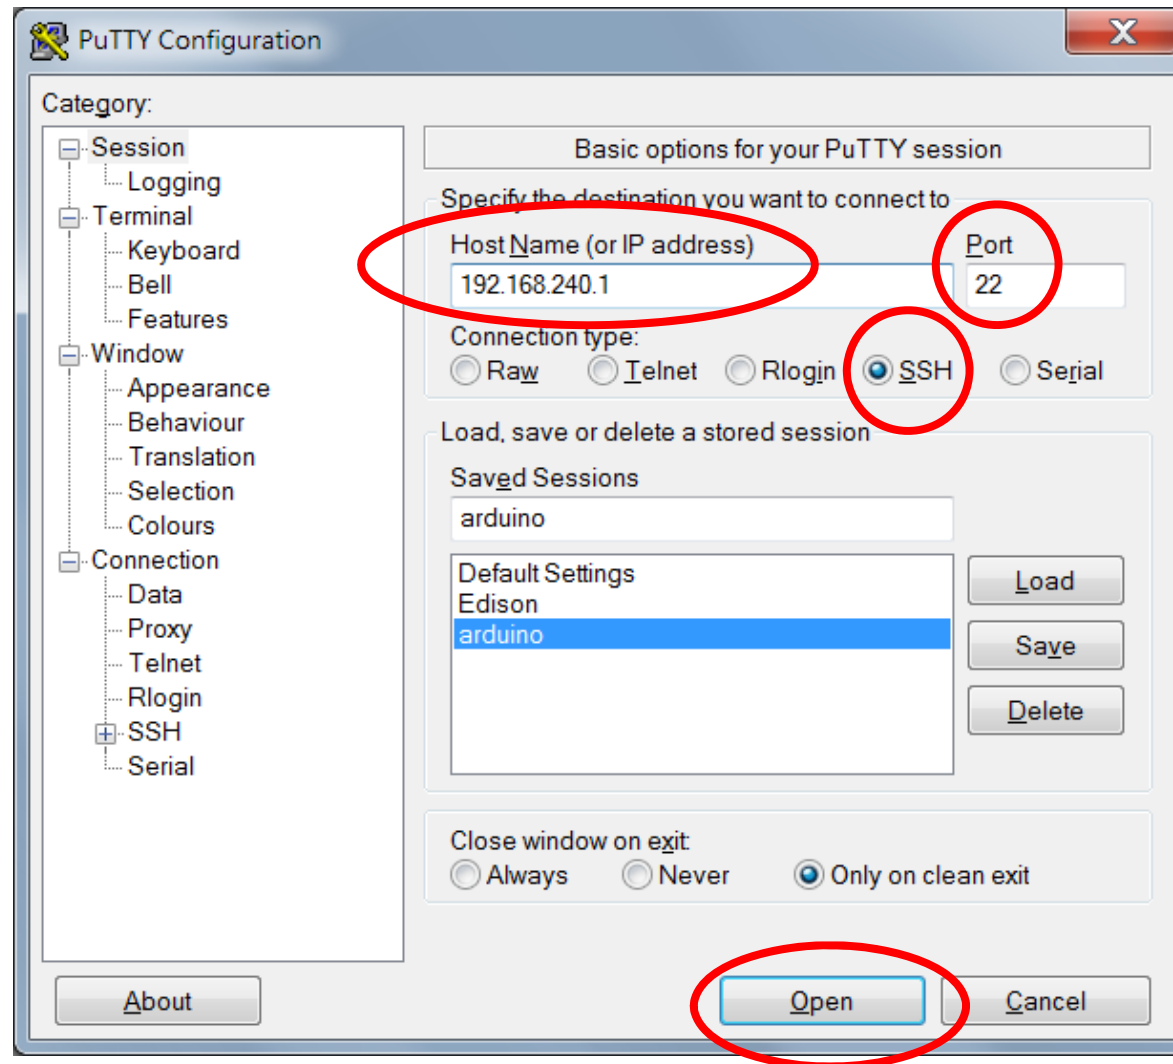 PuTTY Configuration
X
Category:
Session
Logging
Terminal
Keyboard
Bell
Features
Window
Appearance
Behaviour
Translation
Selection
Colours
Connection
Data
Proxy
Telnet
Rlogin
SSH
Serial
Basic options for your PuTTY session
Specify the destination you want to connect to
Host Name (or IP address) Port
192.168.240.1 22
Connection type:
Raw Telnet Rlogin SSH Serial
Load, save or delete a stored session
Saved Sessions
arduino
Default Settings
Edison
arduino
Load
Save
Delete
Close window on exit:
Always Never Only on clean exit
About Open Cancel